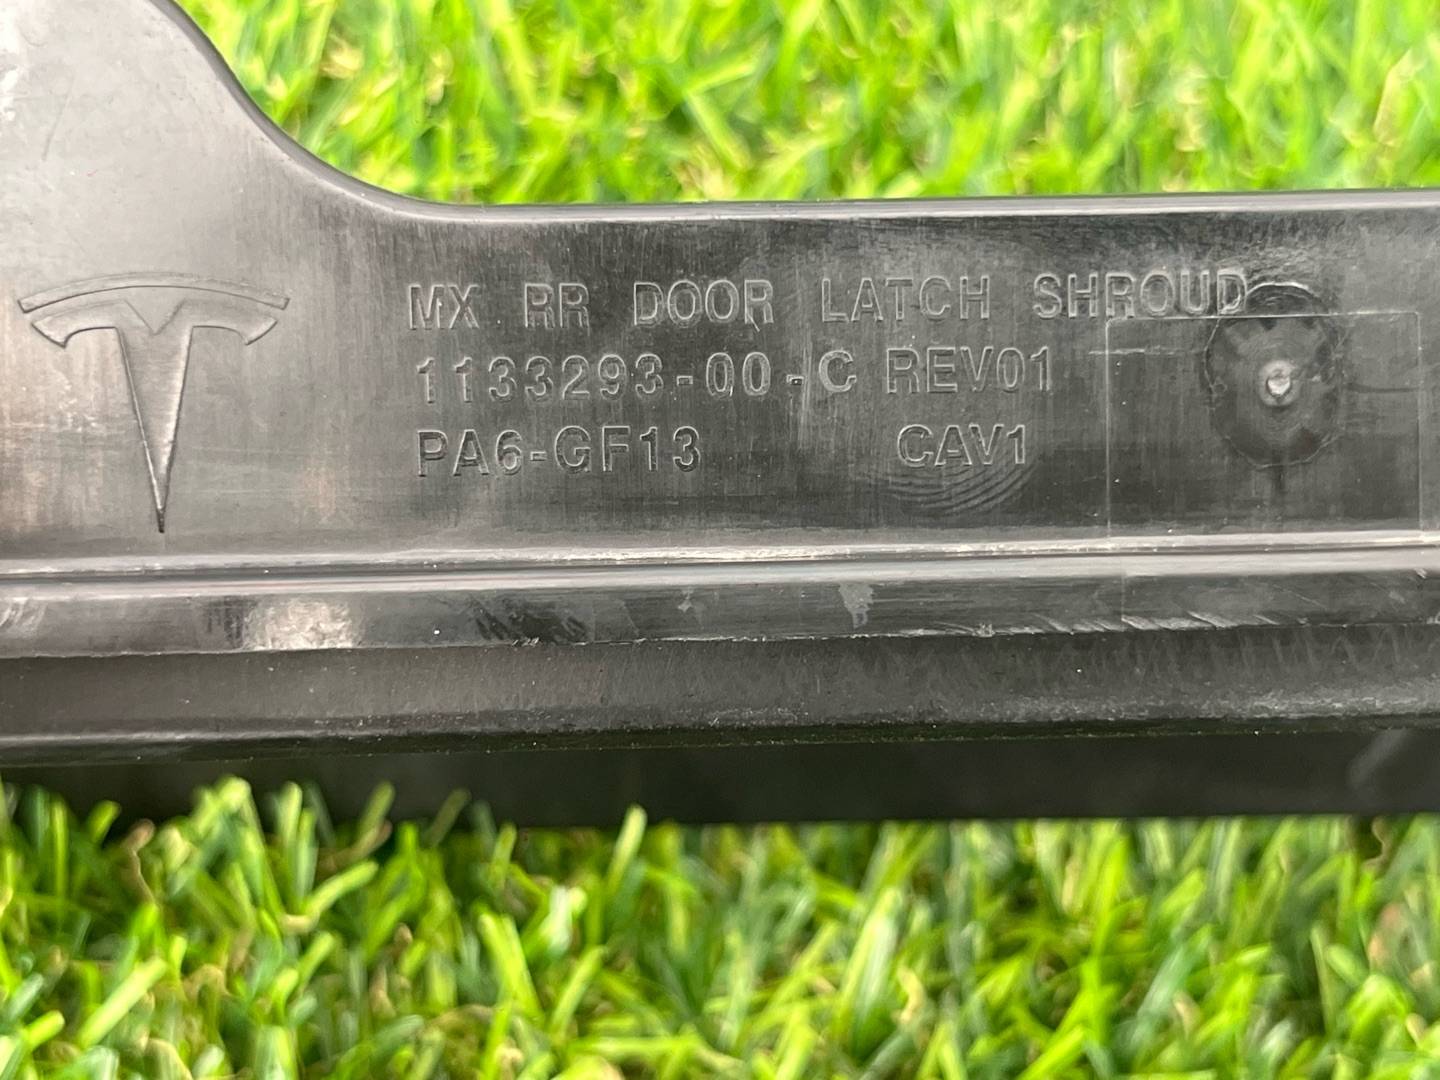 MX RR DOOR LATCH SHROUD
1133293-00-C REV01
PA6-GF13 CAV1